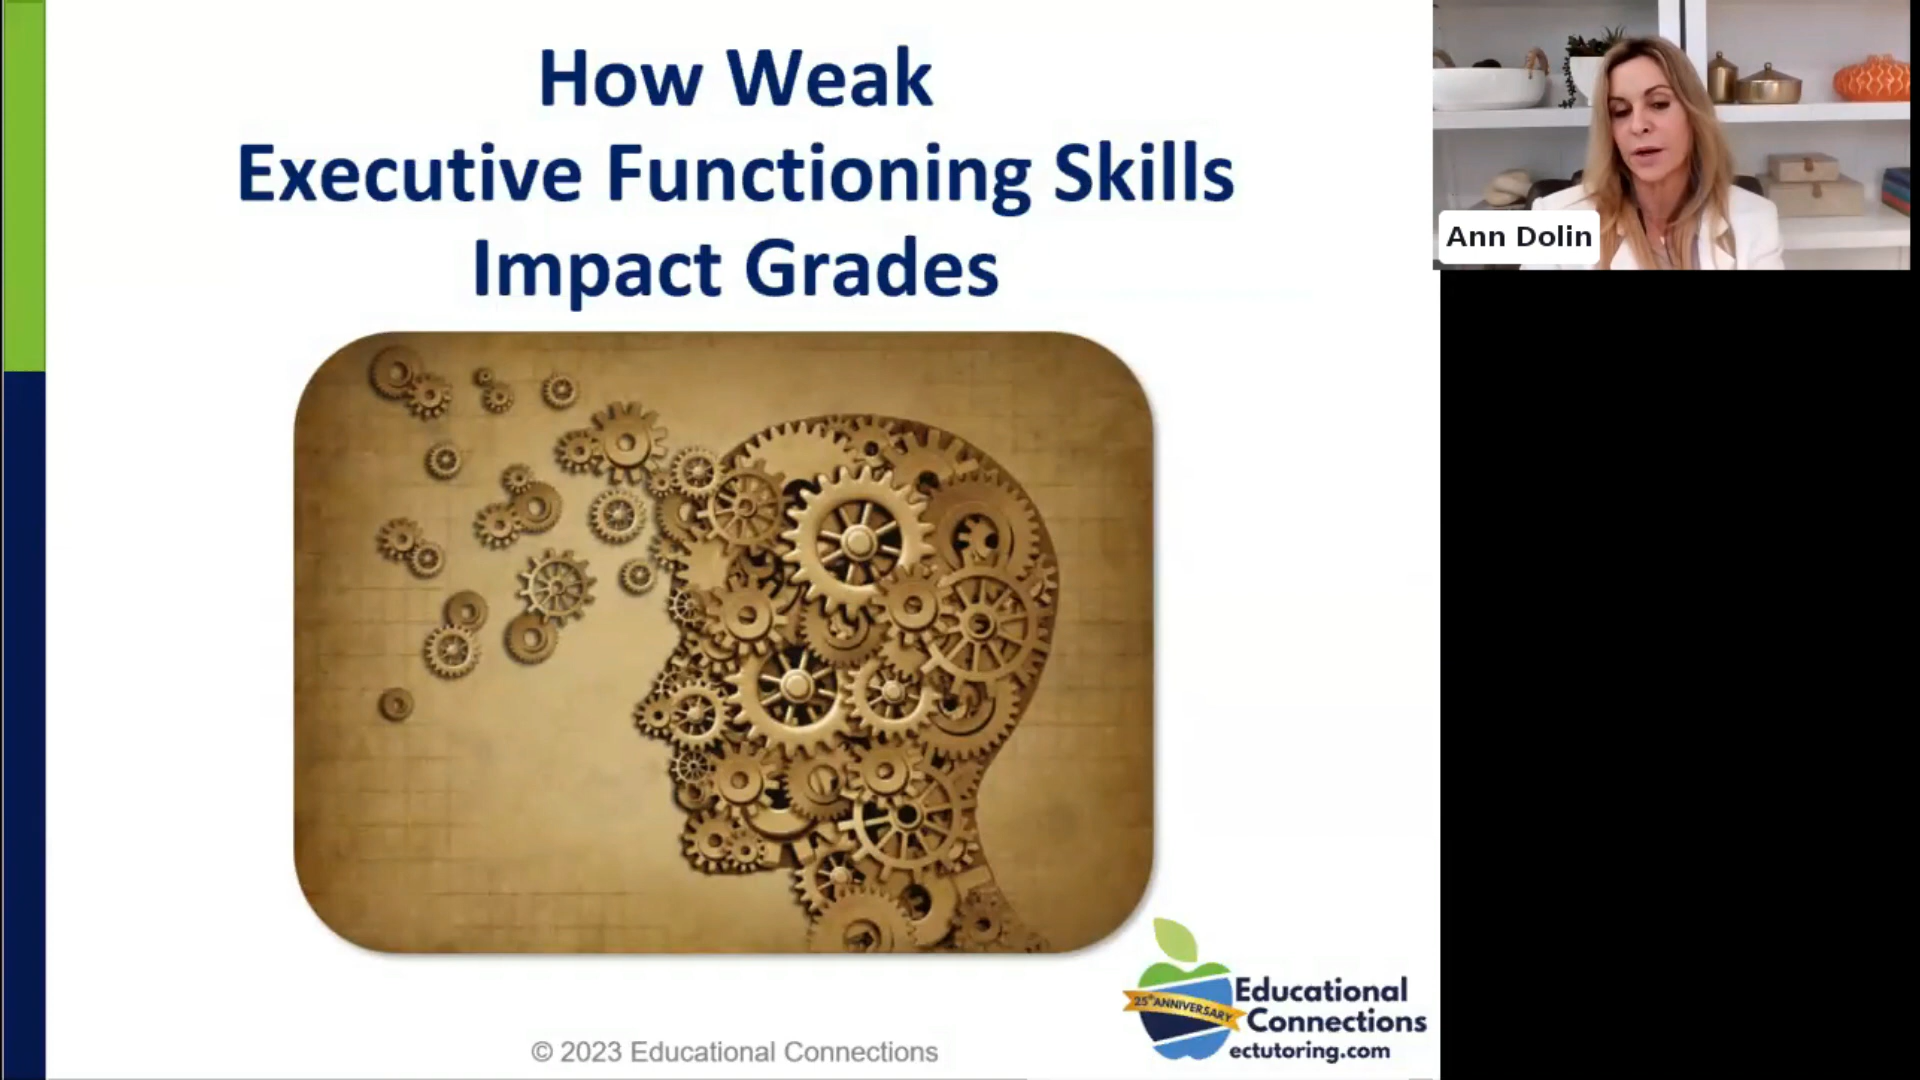 How Weak
Executive Functioning Skills
Impact Grades
Ann Dolin
25th ANNIVERSARY
Educational
Connections
ectutoring.com
© 2023 Educational Connections